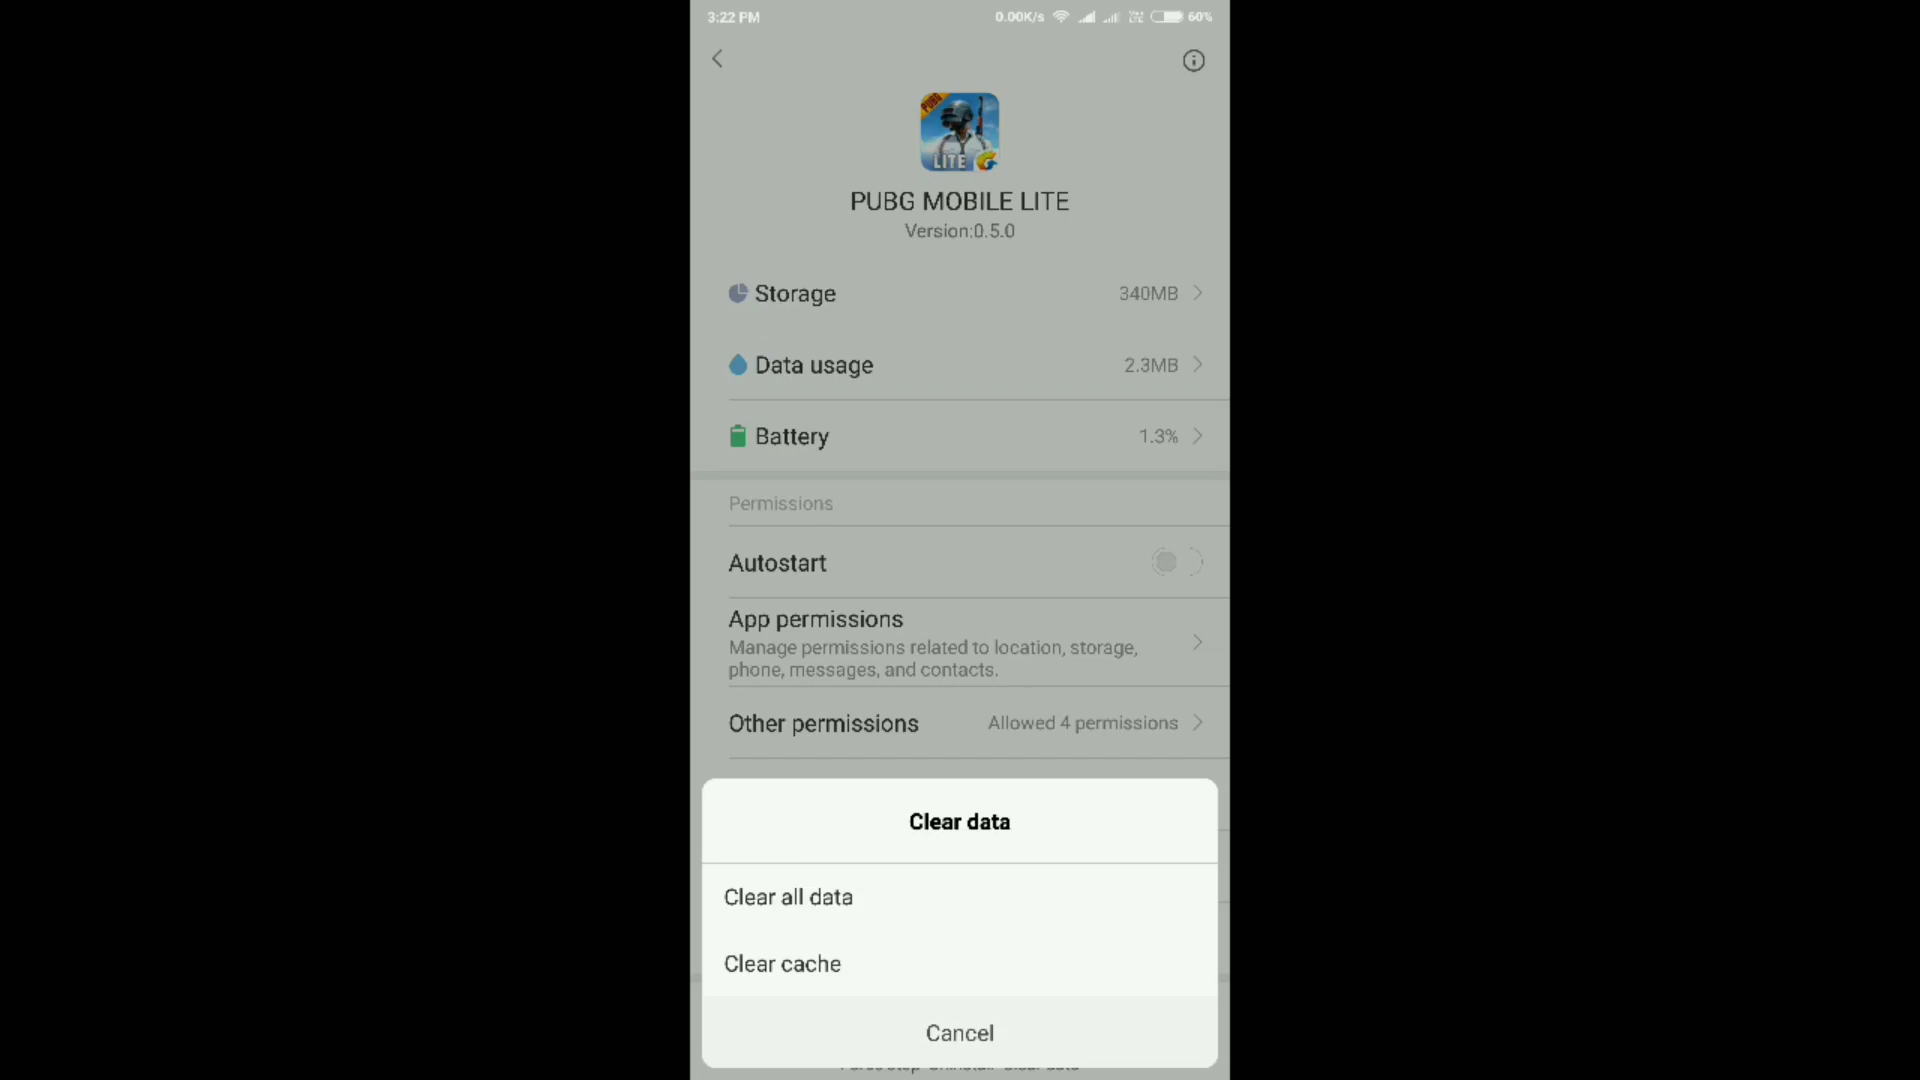 3:22 PM
0.00K/s
60%
PUBG
LITE
PUBG MOBILE LITE
Version:0.5.0
Storage 340MB
Data usage 2.3MB
Battery 1.3%
Permissions
Autostart
App permissions
Manage permissions related to location, storage,
phone, messages, and contacts.
Other permissions Allowed 4 permissions
Clear data
Clear all data
Clear cache
Cancel